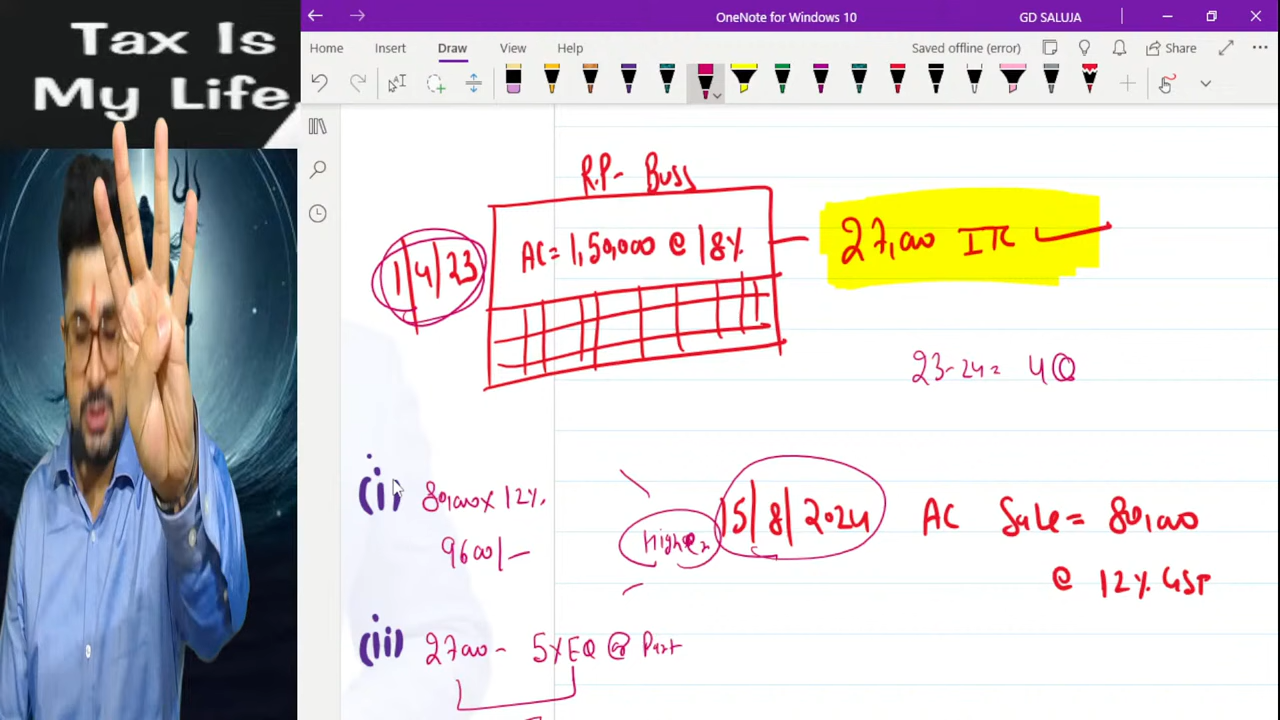 Tax Is
My Life
OneNote for Windows 10
GD SALUJA
Home Insert Draw View Help
Saved offline (error)
Share
R.P- Buss
1/4/23
AC= 1,50,000 @ 18%
27,000 ITC
23-24= 4Q
(i) 80,000 x 12%
9600/-
Higher
15/8/2024
AC Sale= 80,000
@ 12% GST
(ii) 27000 - 5% EQ @ Part